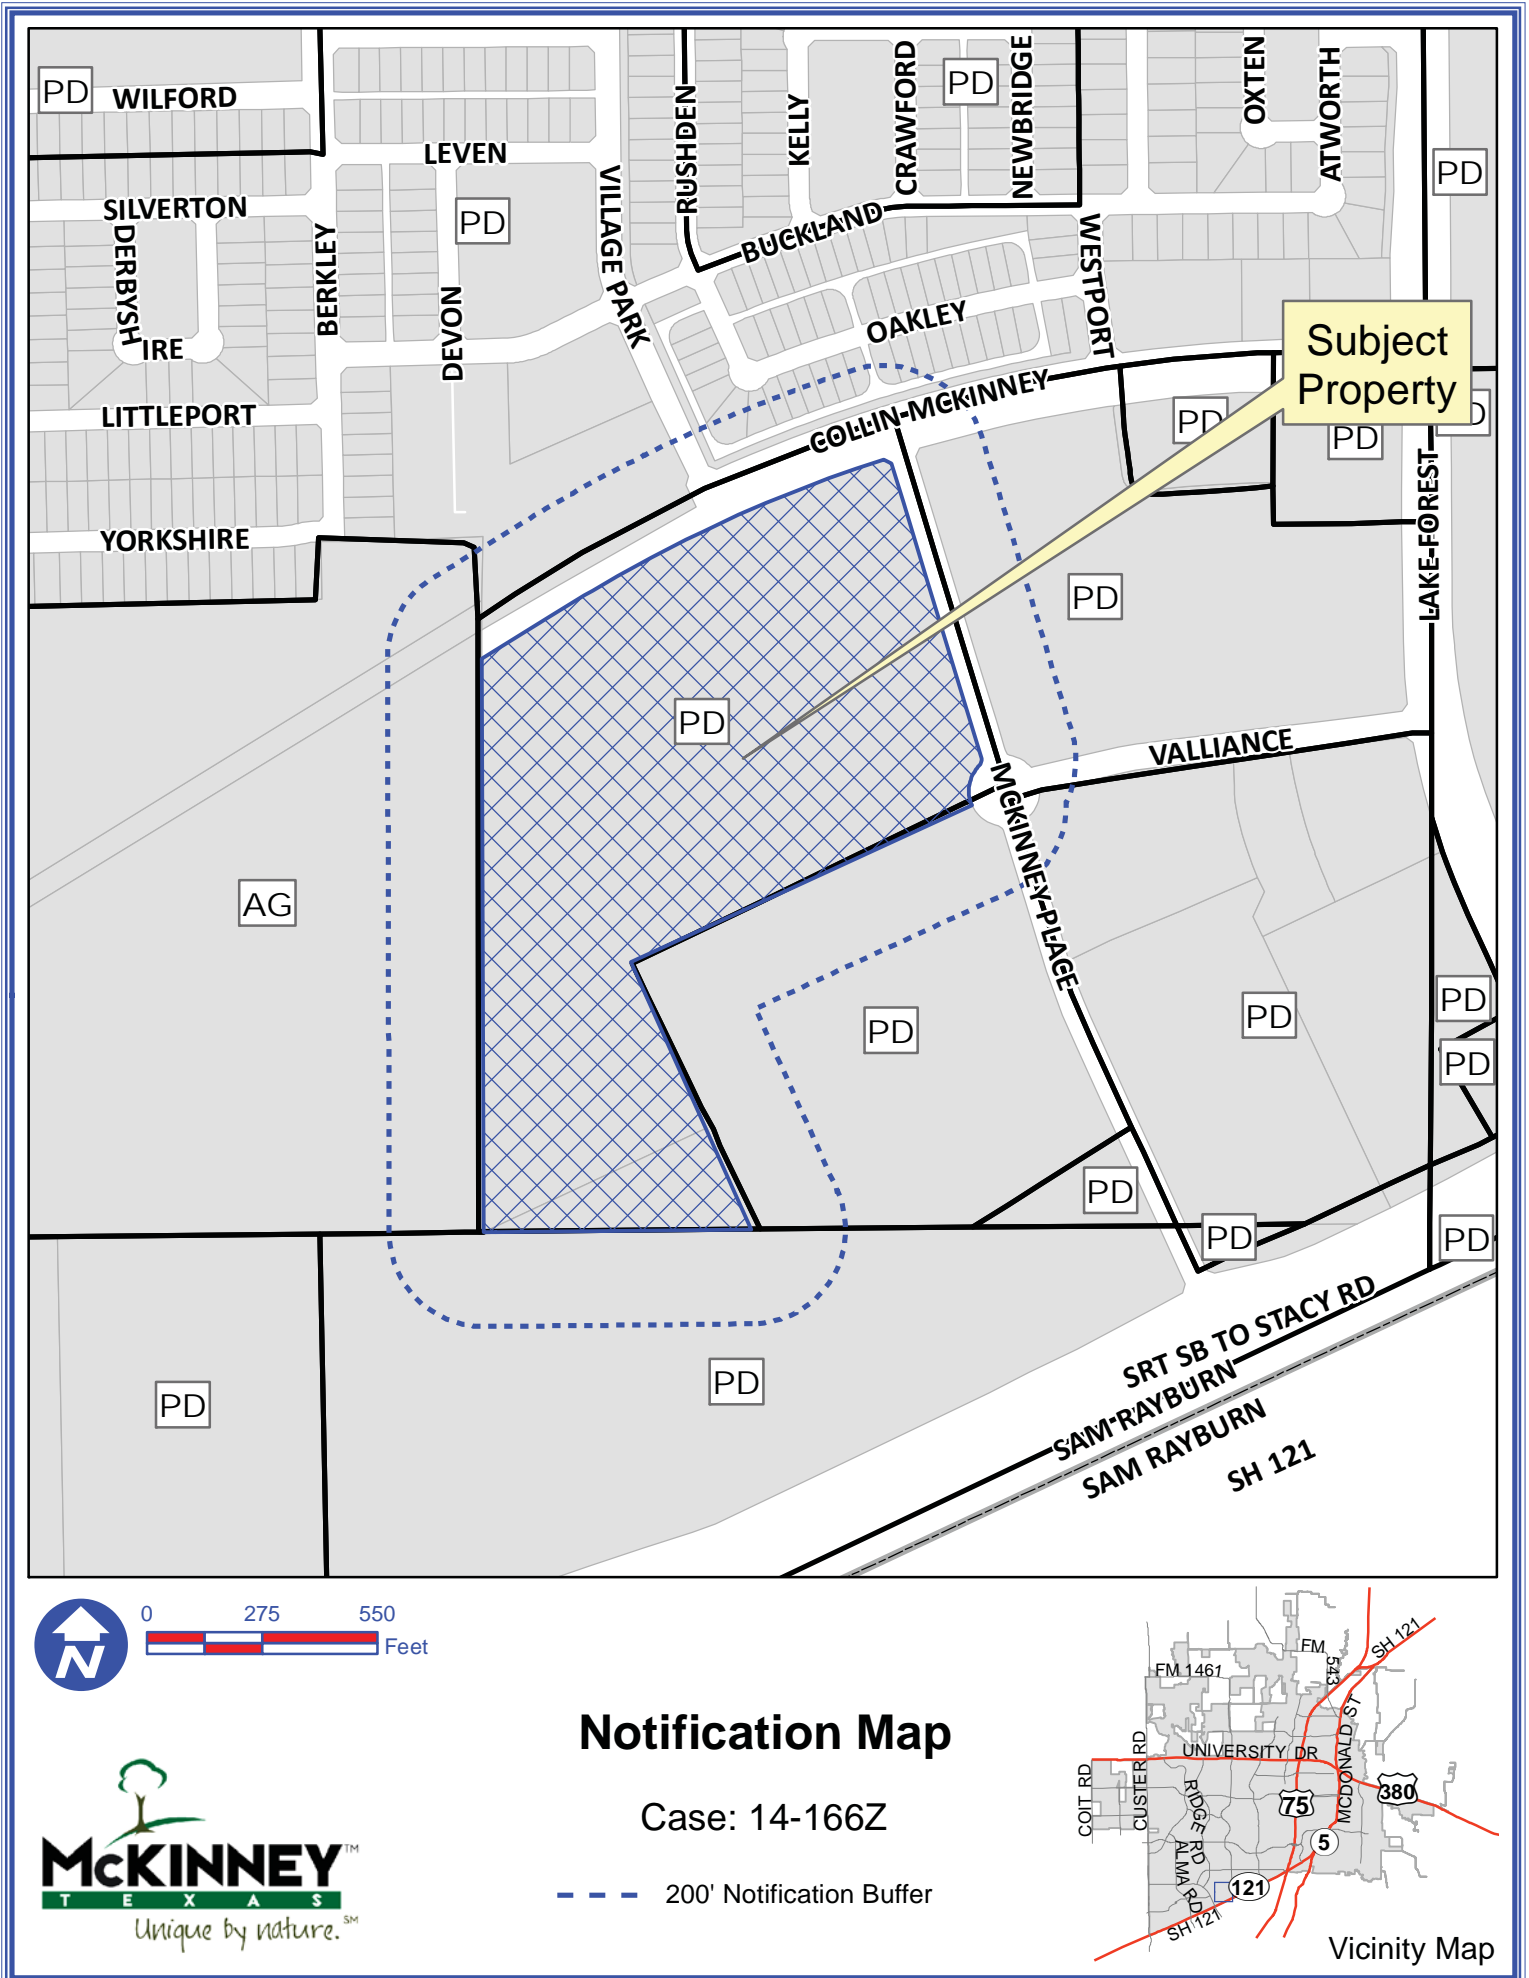 PD
WILFORD
LEVEN
SILVERTON
DERBYSH
IRE
BERKLEY
DEVON
PD
VILLAGE PARK
RUSHDEN
KELLY
CRAWFORD
PD
NEWBRIDGE
OXTEN
ATWORTH
PD
BUCKLAND
WESTPORT
OAKLEY
LITTLEPORT
YORKSHIRE
COLLIN-MCKINNEY
Subject
Property
PD
PD
D
LAKE-FOREST
PD
PD
VALLIANCE
MCKINNEY-PLACE
AG
PD
PD
PD
PD
PD
PD
PD
PD
PD
SRT SB TO STACY RD
SAM-RAYBURN
SAM RAYBURN
SH 121
N
0 275 550
Feet
Notification Map
Case: 14-166Z
200' Notification Buffer
McKINNEY™
TEXAS
Unique by nature.℠
FM 1461
FM
543
SH 121
UNIVERSITY DR
MCDONALD ST
COIT RD
CUSTER RD
RIDGE RD
ALMA RD
75
380
5
121
SH 121
Vicinity Map